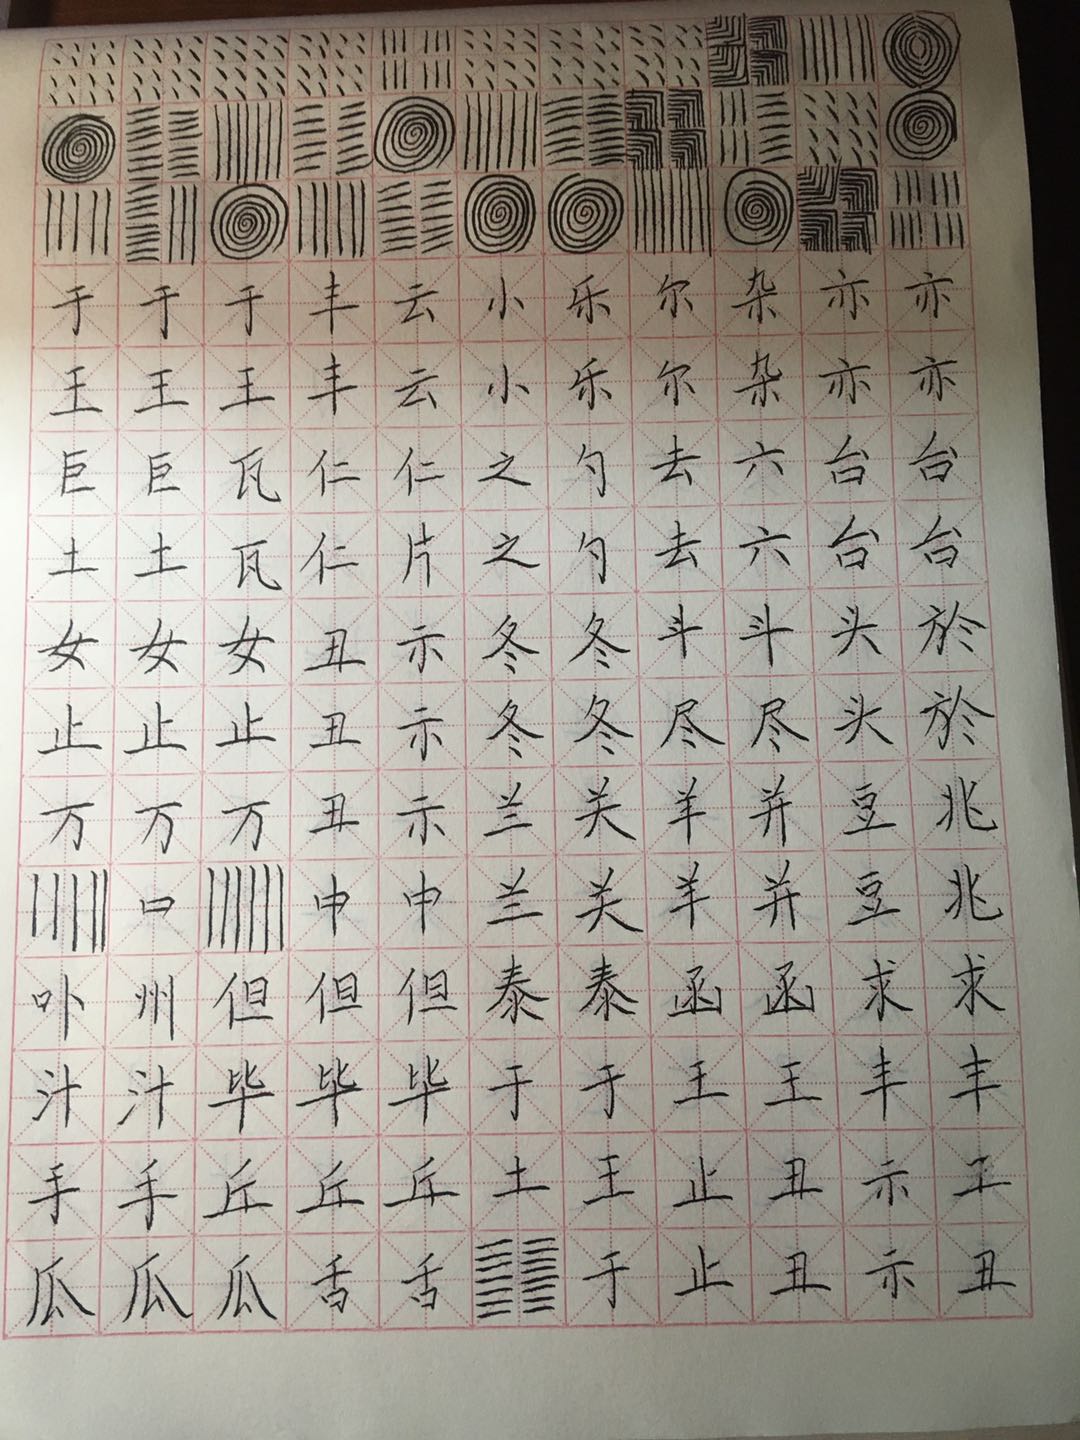 于于于丰云小乐尔杂亦亦
王王王丰云小乐尔杂亦亦
巨巨瓦仁仁之勺去六台台
土土瓦仁片之勺去六台台
女女女丑示冬冬斗斗头於
止止止丑示冬冬尽尽头於
万万万丑示兰关羊并豆兆
口申申兰关羊并豆兆
卟州但但但泰泰函函求求
汁汁毕毕毕于于王王丰丰
手手丘丘丘土王止丑示工
瓜瓜瓜舌舌于止丑示丑